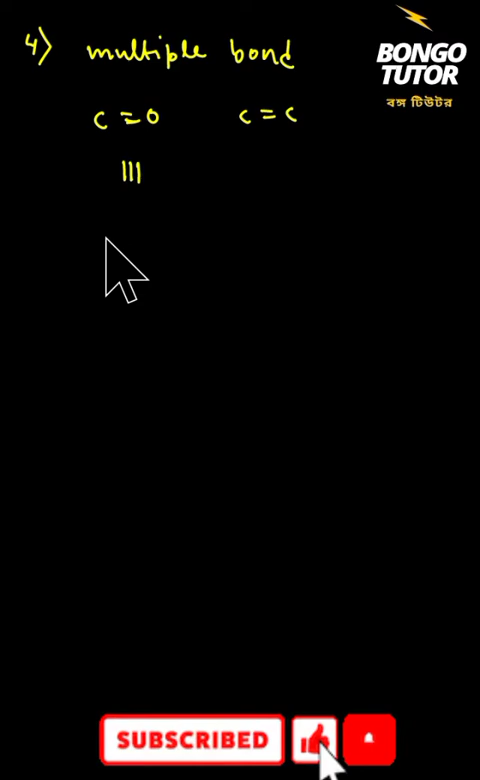 4) multiple bond
BONGO
TUTOR
বঙ্গ টিউটর
c = o c = c
|||
SUBSCRIBED